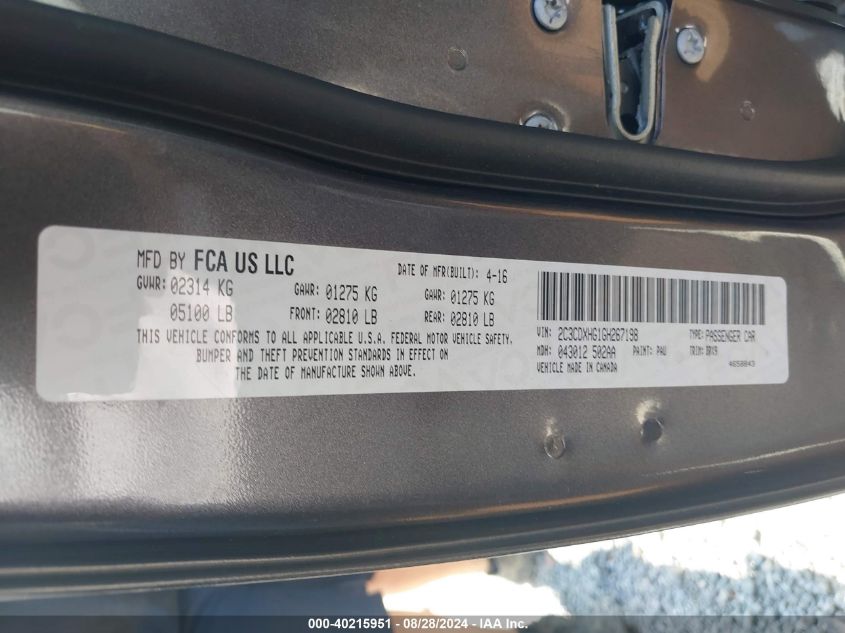 MFD BY FCA US LLC
DATE OF MFR(BUILT): 4-16
GVWR: 02314 KG
GAWR: 01275 KG
GAWR: 01275 KG
05100 LB
FRONT: 02810 LB
REAR: 02810 LB
THIS VEHICLE CONFORMS TO ALL APPLICABLE U.S.A. FEDERAL MOTOR VEHICLE SAFETY,
BUMPER AND THEFT PREVENTION STANDARDS IN EFFECT ON
THE DATE OF MANUFACTURE SHOWN ABOVE.
VIN: 2C3CDXHG1GH267198
TYPE: PASSENGER CAR
MDH: 043012 502AA
PAINT: PAU
TRIM: BRX9
VEHICLE MADE IN CANADA
4658843
000-40215951 | 08/28/2024 - IAA Inc.